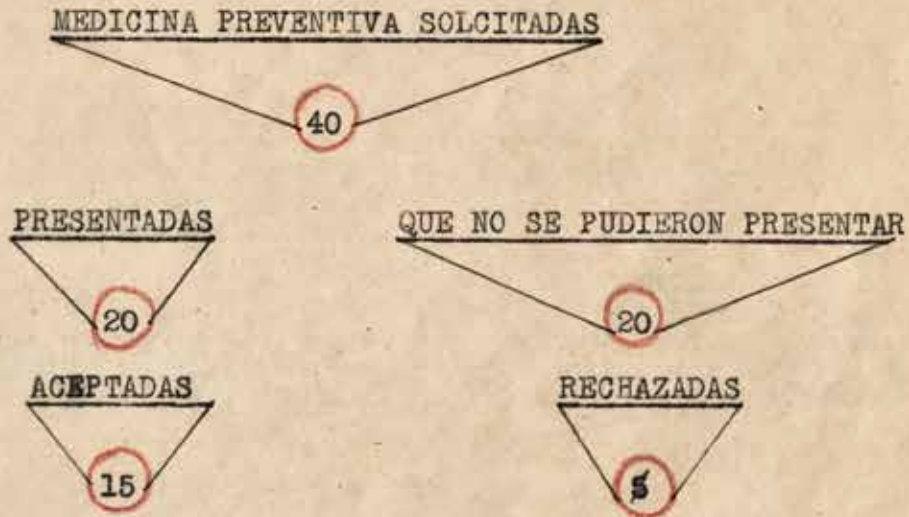 MEDICINA PREVENTIVA SOLCITADAS
40
PRESENTADAS QUE NO SE PUDIERON PRESENTAR
20 20
ACEPTADAS RECHAZADAS
15 5